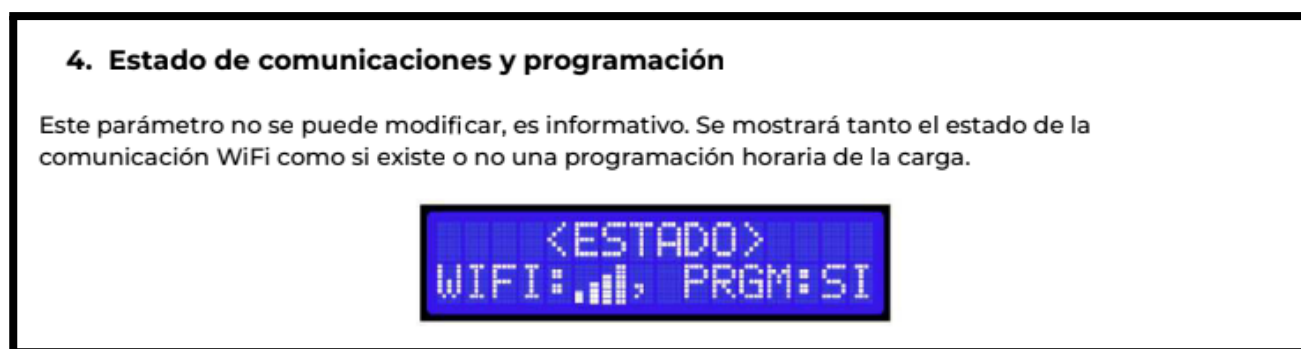 4. Estado de comunicaciones y programación
Este parámetro no se puede modificar, es informativo. Se mostrará tanto el estado de la
comunicación WiFi como si existe o no una programación horaria de la carga.
<ESTADO>
WIFI: , PRGM:SI